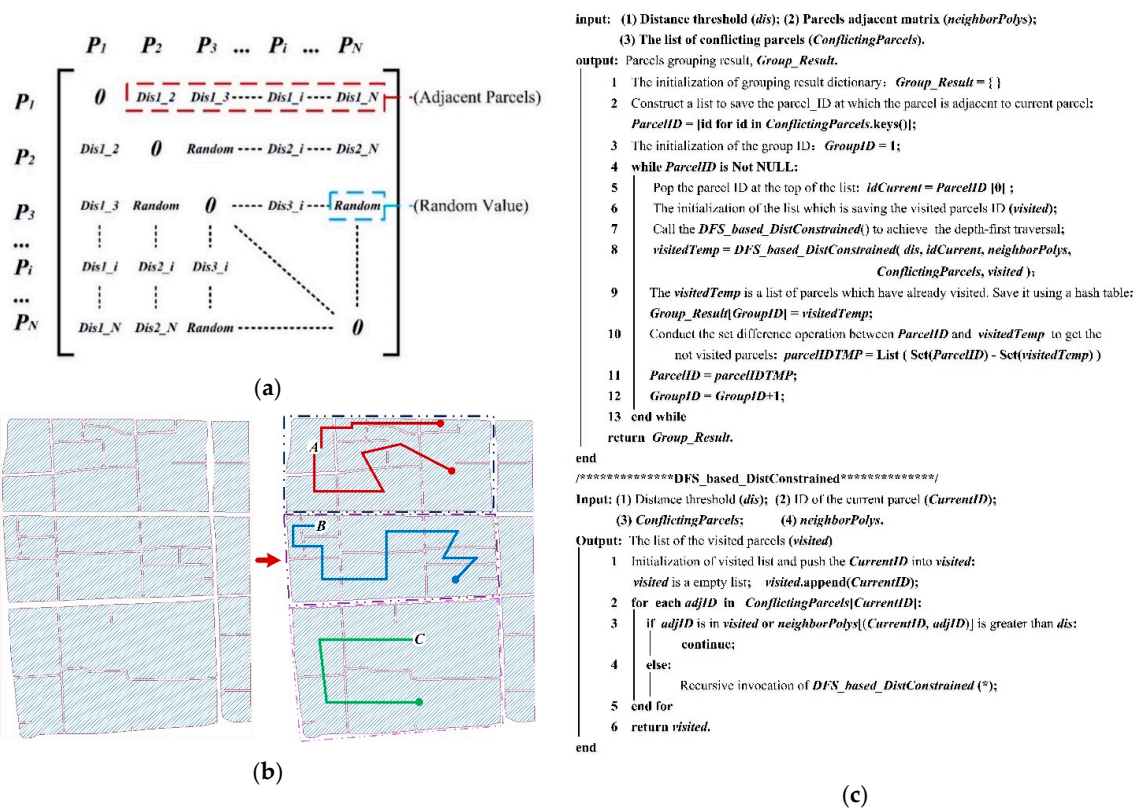 P1 P2 P3 ... Pi ... PN
P1 0 Dis1_2 Dis1_3 Dis1_i Dis1_N (Adjacent Parcels)
P2 Dis1_2 0 Random Dis2_i Dis2_N
P3 Dis1_3 Random 0 Dis3_i Random (Random Value)
...
Pi Dis1_i Dis2_i Dis3_i
...
PN Dis1_N Dis2_N Random 0
(a)
A
B
C
(b)
input: (1) Distance threshold (dis); (2) Parcels adjacent matrix (neighborPolys);
(3) The list of conflicting parcels (ConflictingParcels).
output: Parcels grouping result, Group_Result.
1 The initialization of grouping result dictionary: Group_Result = { }
2 Construct a list to save the parcel_ID at which the parcel is adjacent to current parcel:
ParcelID = [id for id in ConflictingParcels.keys()];
3 The initialization of the group ID: GroupID = 1;
4 while ParcelID is Not NULL:
5 Pop the parcel ID at the top of the list: idCurrent = ParcelID [0] ;
6 The initialization of the list which is saving the visited parcels ID (visited);
7 Call the DFS_based_DistConstrained() to achieve the depth-first traversal;
8 visitedTemp = DFS_based_DistConstrained( dis, idCurrent, neighborPolys,
ConflictingParcels, visited );
9 The visitedTemp is a list of parcels which have already visited. Save it using a hash table:
Group_Result[GroupID] = visitedTemp;
10 Conduct the set difference operation between ParcelID and visitedTemp to get the
not visited parcels: parcelIDTMP = List ( Set(ParcelID) - Set(visitedTemp) )
11 ParcelID = parcelIDTMP;
12 GroupID = GroupID+1;
13 end while
return Group_Result.
end
/**************DFS_based_DistConstrained**************/
Input: (1) Distance threshold (dis); (2) ID of the current parcel (CurrentID);
(3) ConflictingParcels; (4) neighborPolys.
Output: The list of the visited parcels (visited)
1 Initialization of visited list and push the CurrentID into visited:
visited is a empty list; visited.append(CurrentID);
2 for each adjID in ConflictingParcels[CurrentID]:
3 if adjID is in visited or neighborPolys[(CurrentID, adjID)] is greater than dis:
continue;
4 else:
Recursive invocation of DFS_based_DistConstrained (*);
5 end for
6 return visited.
end
(c)